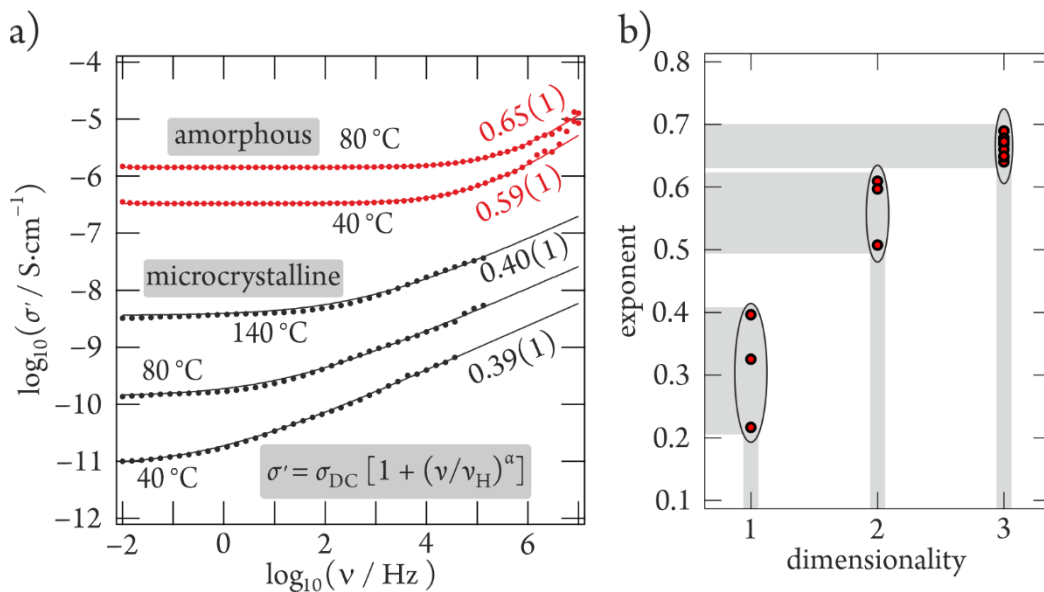 a)
−4
−5
−6
−7
−8
−9
−10
−11
−12
log₁₀(σ′ / S·cm⁻¹)
amorphous
80 °C
0.65(1)
40 °C
0.59(1)
microcrystalline
140 °C
0.40(1)
80 °C
0.39(1)
40 °C
σ′ = σ_DC [1 + (ν/ν_H)^α]
−2
0
2
4
6
log₁₀(ν / Hz)
b)
0.8
0.7
0.6
0.5
0.4
0.3
0.2
0.1
exponent
1
2
3
dimensionality